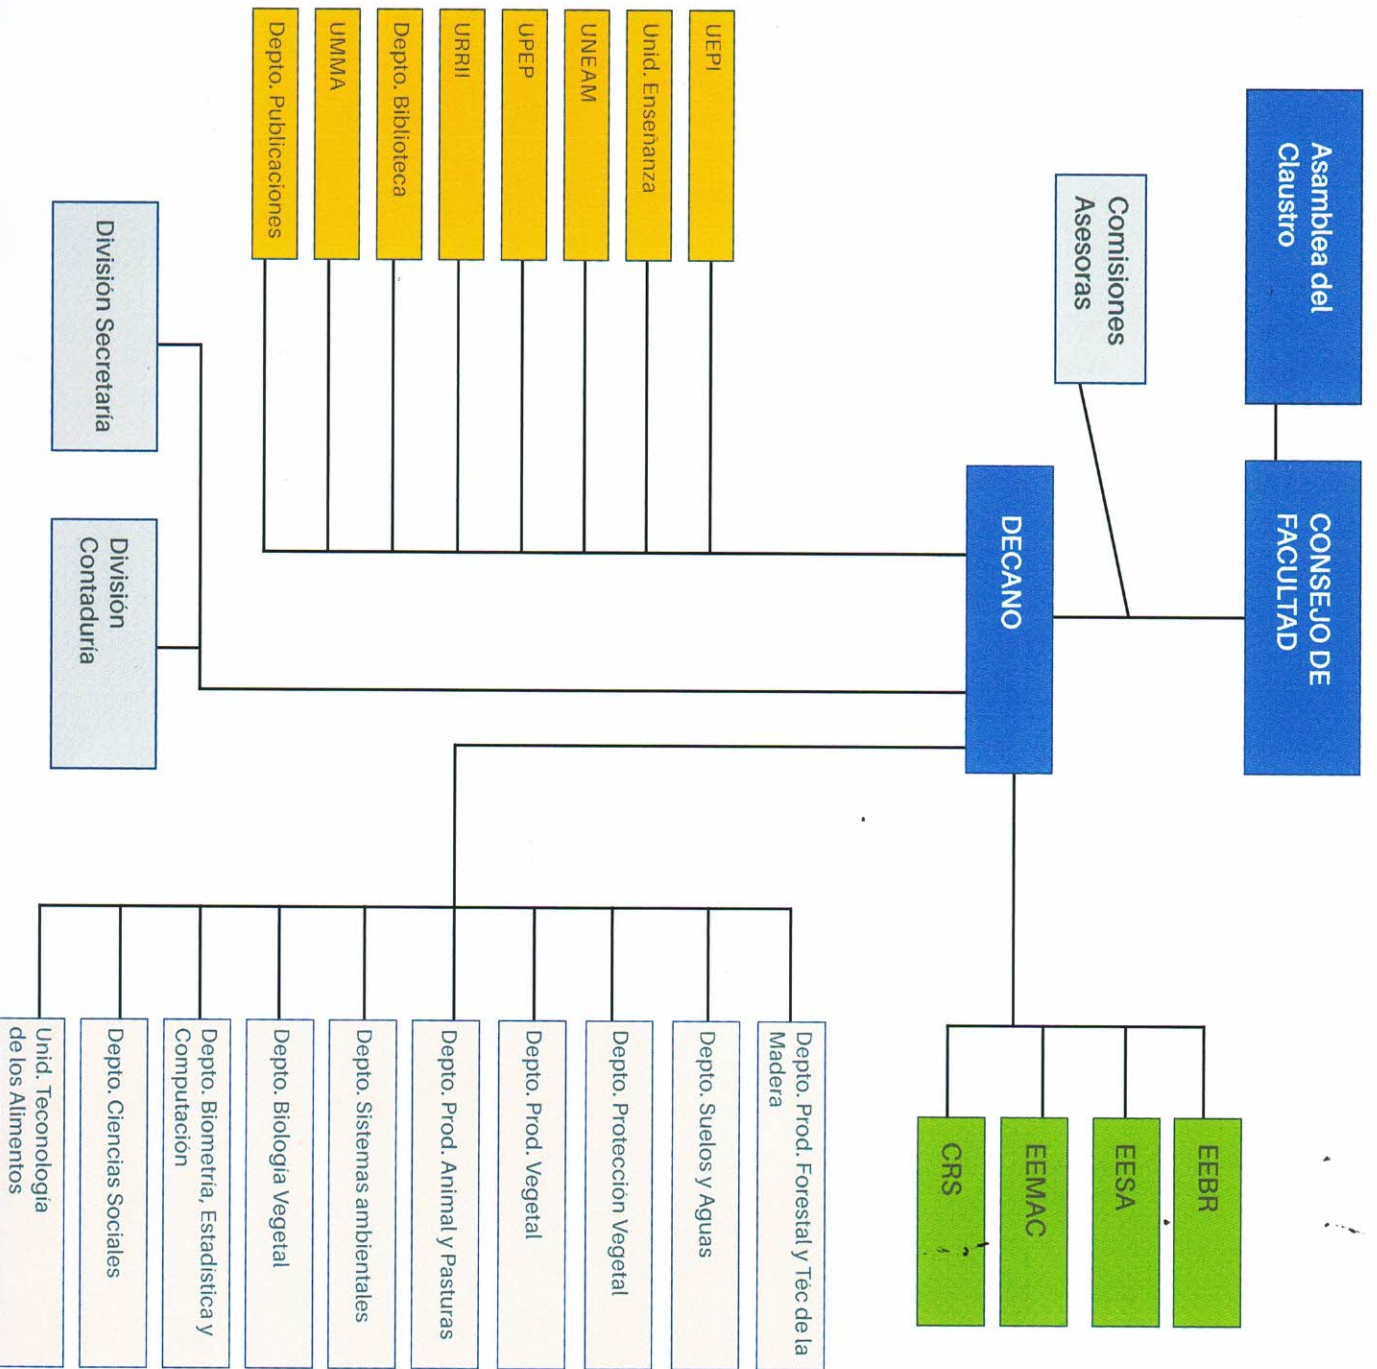 Asamblea del
Claustro
CONSEJO DE
FACULTAD
Comisiones
Asesoras
DECANO
EEBR
EESA
EEMAC
CRS
UEPI
Unid. Enseñanza
UNEAM
UPEP
URRII
Depto. Biblioteca
UMMA
Depto. Publicaciones
Depto. Prod. Forestal y Téc de la
Madera
Depto. Suelos y Aguas
Depto. Protección Vegetal
Depto. Prod. Vegetal
Depto. Prod. Animal y Pasturas
Depto. Sistemas ambientales
Depto. Biología Vegetal
Depto. Biometría, Estadística y
Computación
Depto. Ciencias Sociales
Unid. Teconología
de los Alimentos
División Secretaría
División
Contaduría